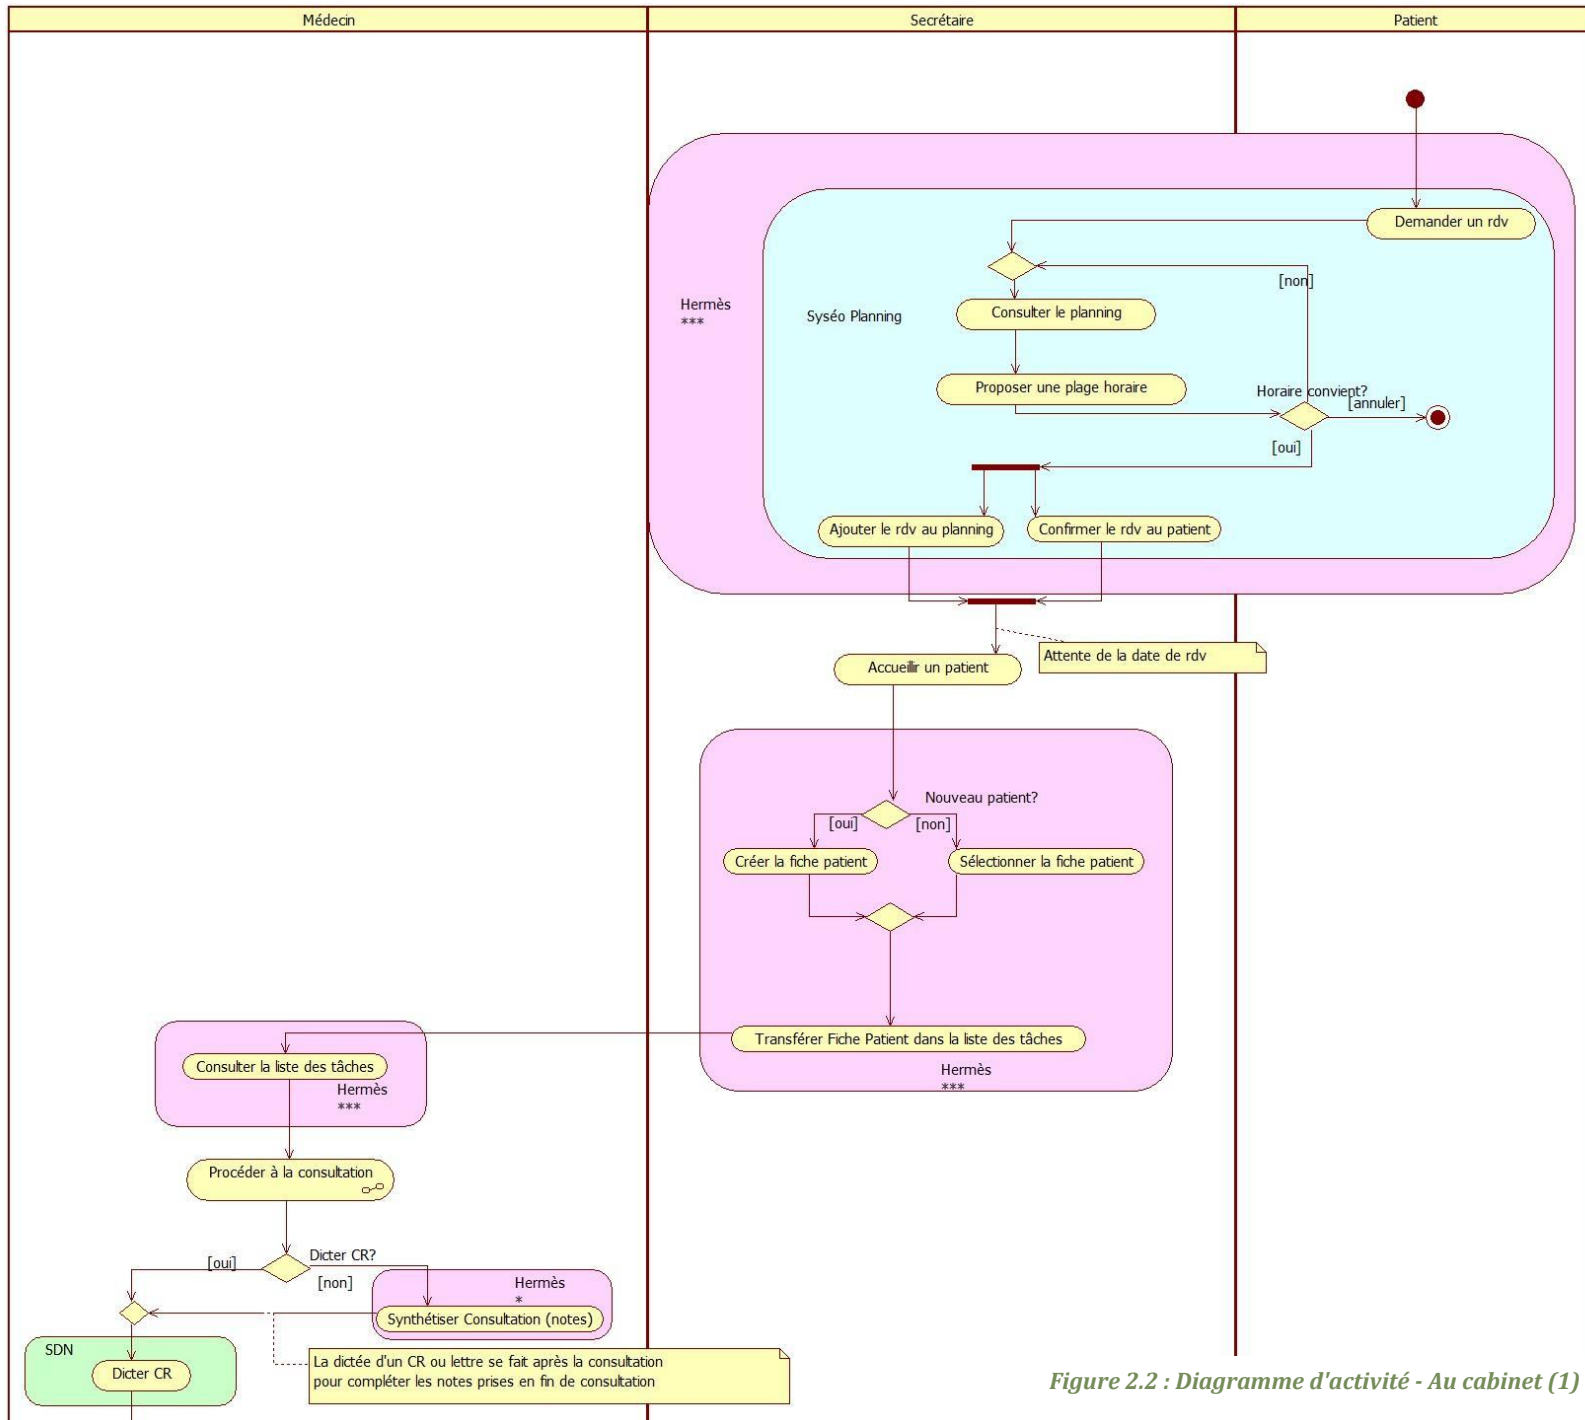 Médecin
Secrétaire
Patient
Demander un rdv
[non]
Hermès
***
Syséo Planning
Consulter le planning
Proposer une plage horaire
Horaire convient?
[annuler]
[oui]
Ajouter le rdv au planning
Confirmer le rdv au patient
Attente de la date de rdv
Accueillir un patient
Nouveau patient?
[oui]
[non]
Créer la fiche patient
Sélectionner la fiche patient
Transférer Fiche Patient dans la liste des tâches
Hermès
***
Consulter la liste des tâches
Hermès
***
Procéder à la consultation
Dicter CR?
[oui]
[non]
Hermès
*
Synthétiser Consultation (notes)
SDN
Dicter CR
La dictée d'un CR ou lettre se fait après la consultation
pour compléter les notes prises en fin de consultation
Figure 2.2 : Diagramme d'activité - Au cabinet (1)